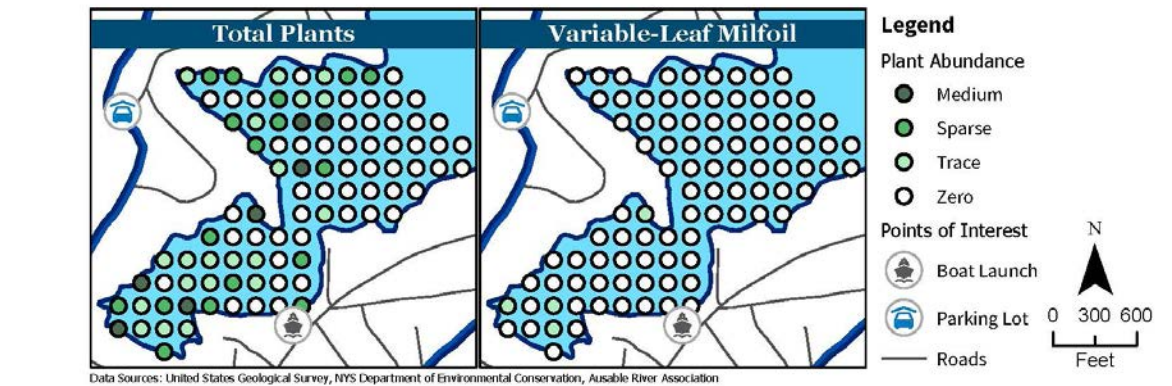 Total Plants
Variable-Leaf Milfoil
Legend
Plant Abundance
Medium
Sparse
Trace
Zero
Points of Interest
Boat Launch
Parking Lot
Roads
N
0 300 600
Feet
Data Sources: United States Geological Survey, NYS Department of Environmental Conservation, Ausable River Association